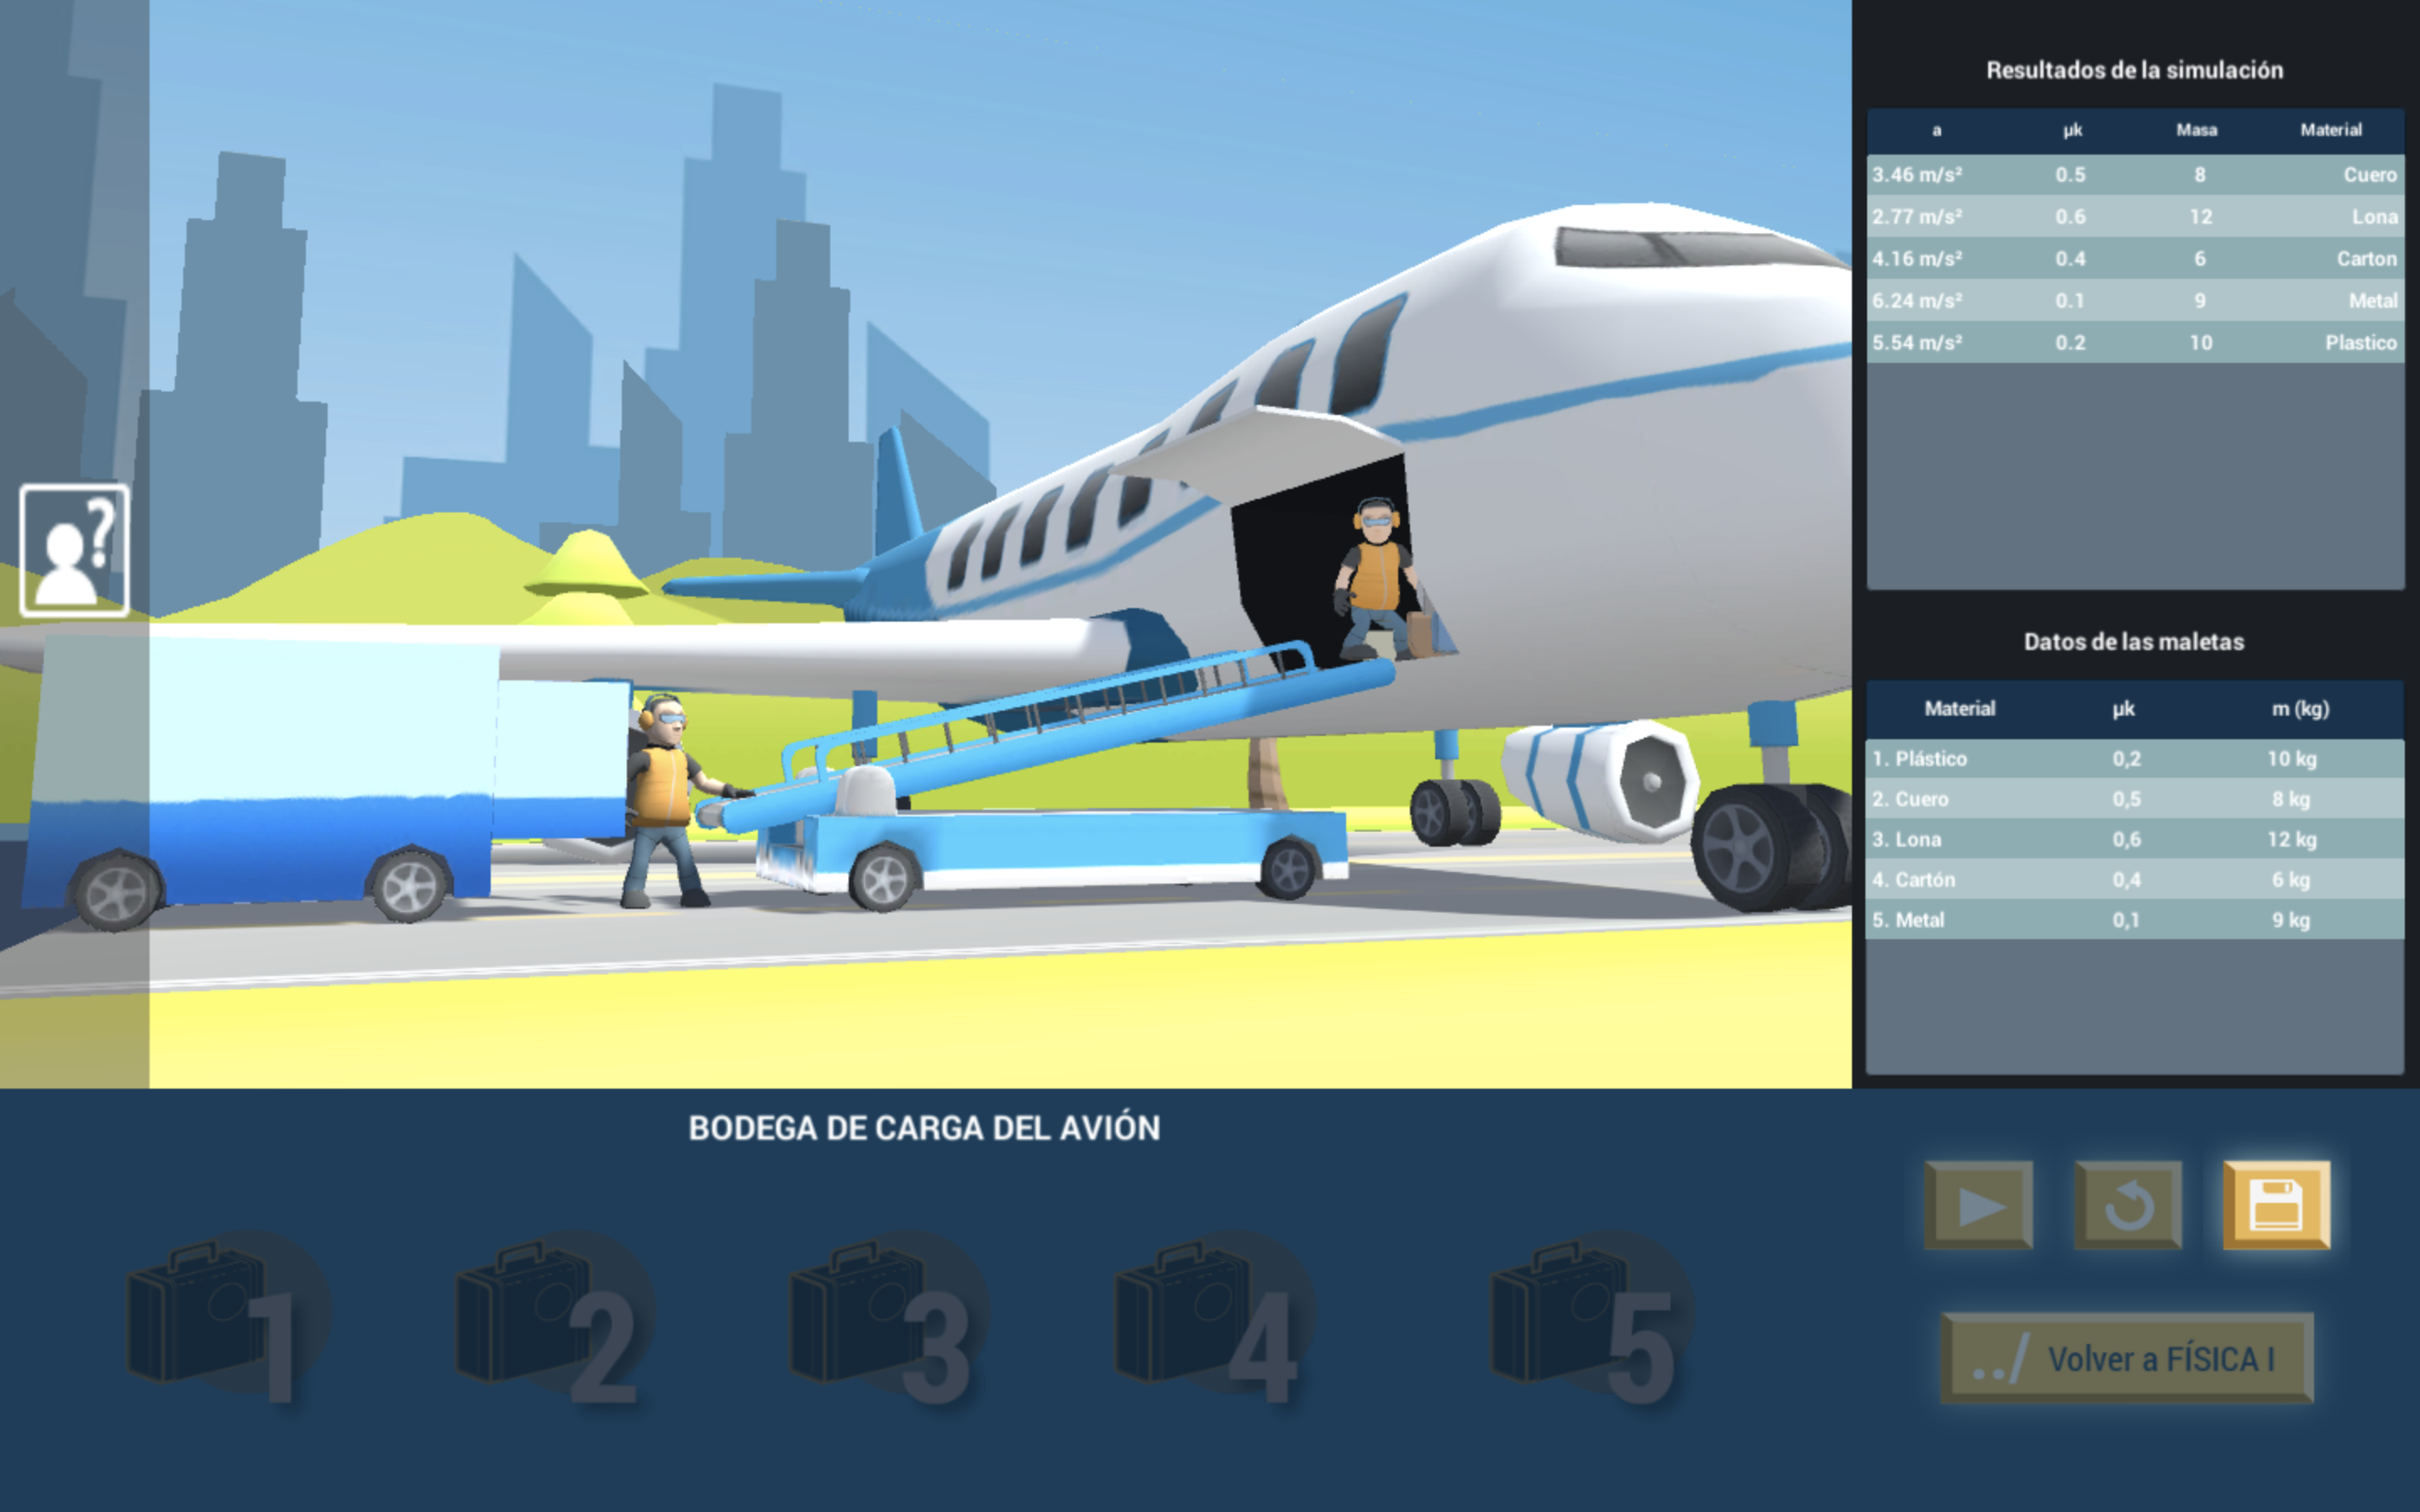 Resultados de la simulación
a µk Masa Material
3.46 m/s² 0.5 8 Cuero
2.77 m/s² 0.6 12 Lona
4.16 m/s² 0.4 6 Carton
6.24 m/s² 0.1 9 Metal
5.54 m/s² 0.2 10 Plastico
?
Datos de las maletas
Material µk m (kg)
1. Plástico 0,2 10 kg
2. Cuero 0,5 8 kg
3. Lona 0,6 12 kg
4. Cartón 0,4 6 kg
5. Metal 0,1 9 kg
BODEGA DE CARGA DEL AVIÓN
1 2 3 4 5
../ Volver a FÍSICA I